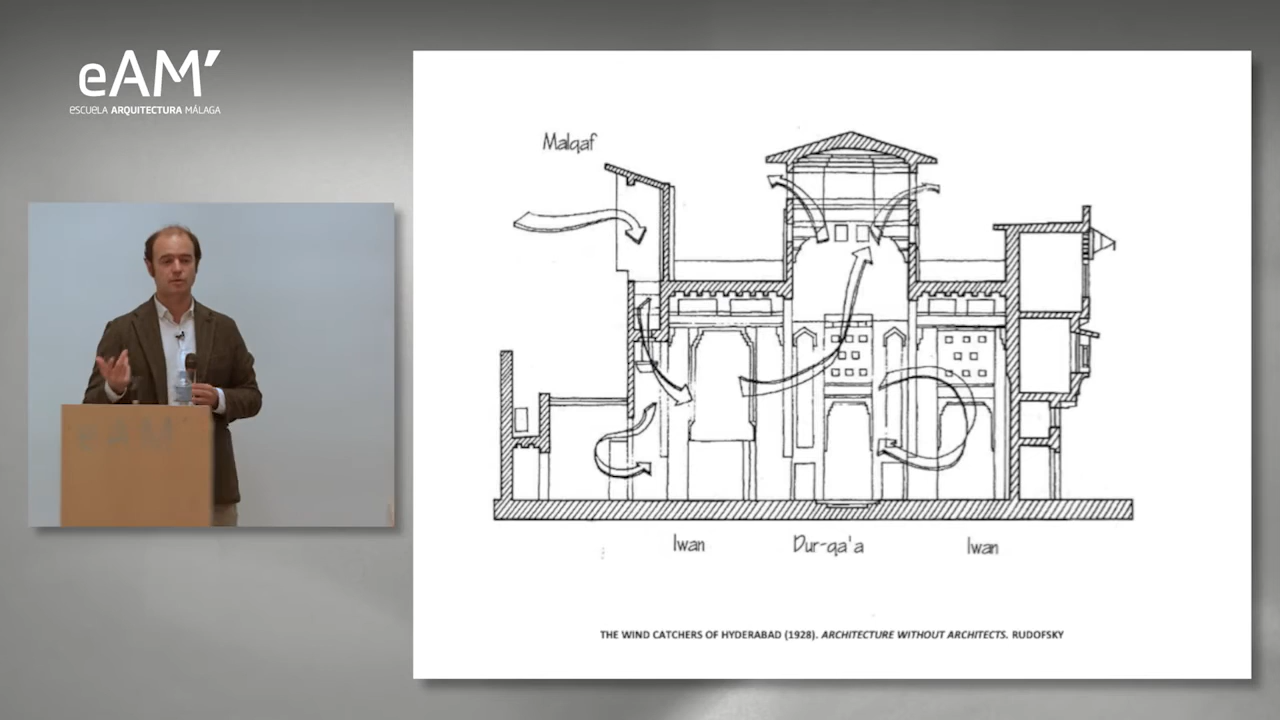 eAM'
ESCUELA ARQUITECTURA MÁLAGA
Malqaf
Iwan
Dur-qa'a
Iwan
THE WIND CATCHERS OF HYDERABAD (1928). ARCHITECTURE WITHOUT ARCHITECTS. RUDOFSKY
eAM